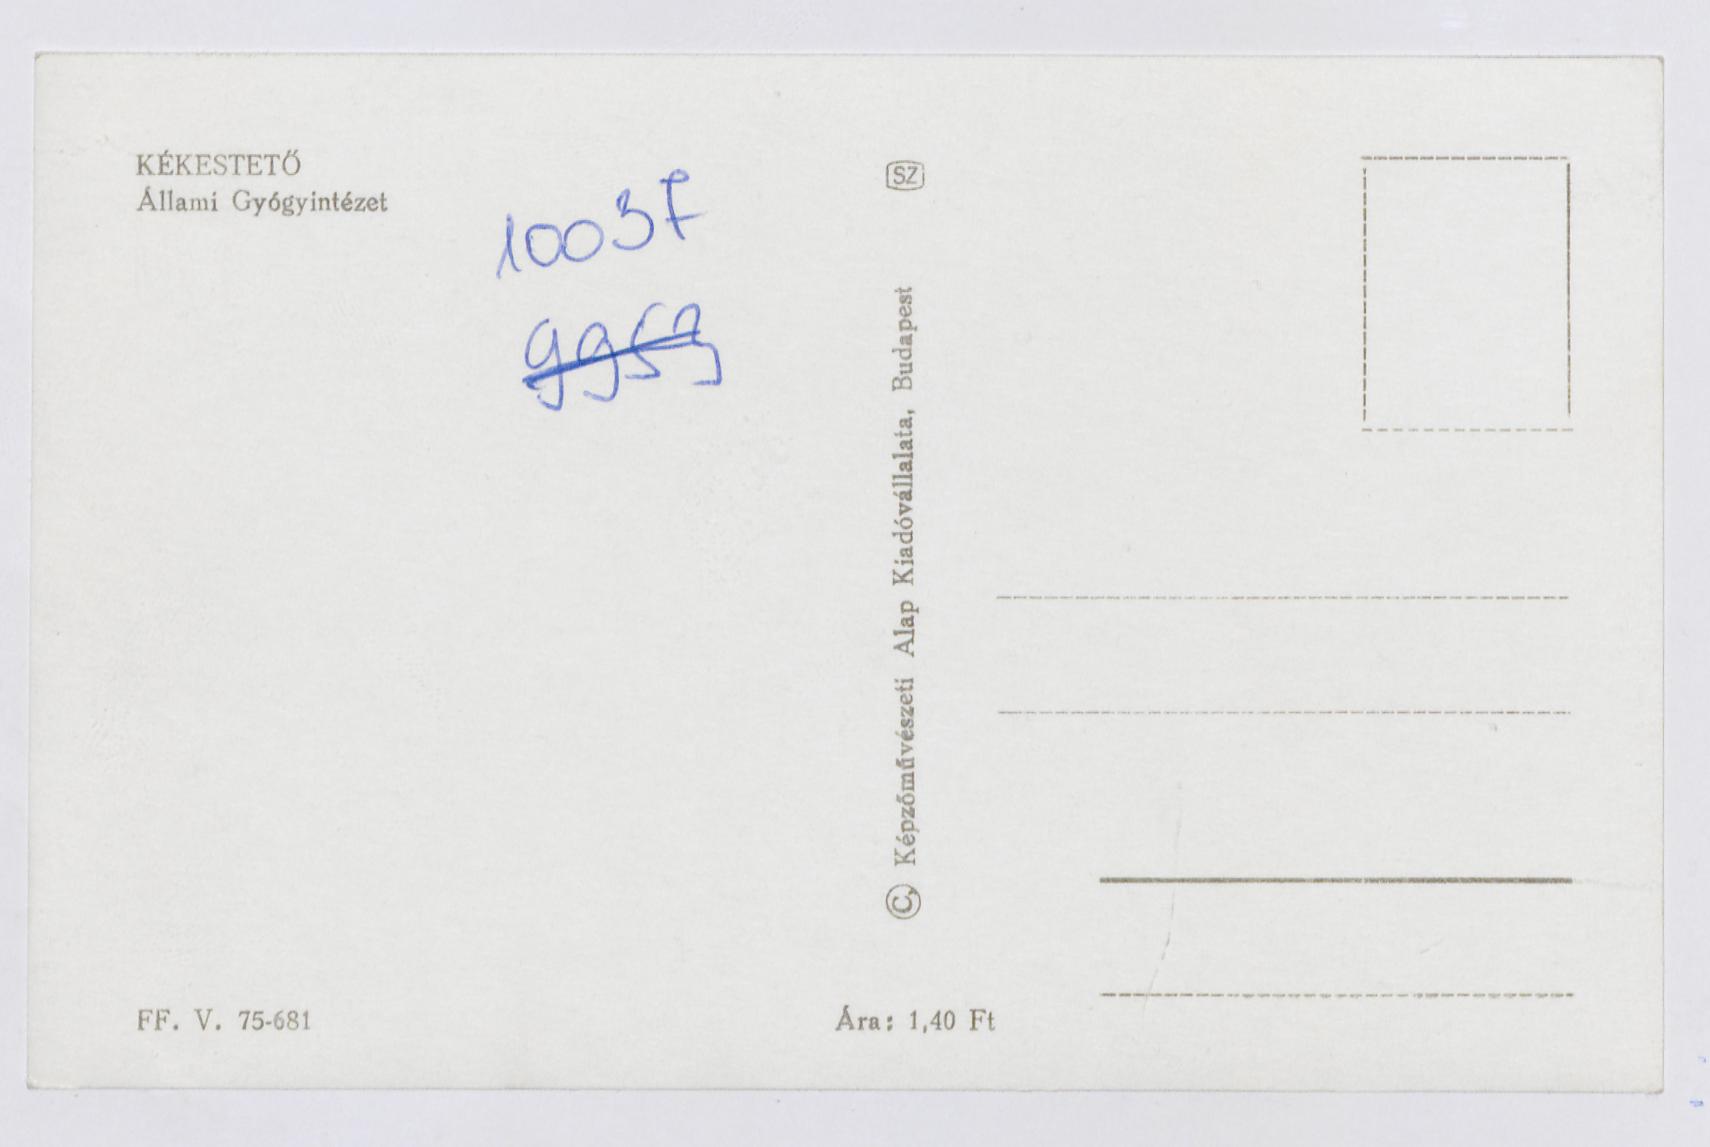 KÉKESTETŐ
Állami Gyógyintézet
10037
9959
SZ
© Képzőművészeti Alap Kiadóvállalata, Budapest
FF. V. 75-681
Ára: 1,40 Ft